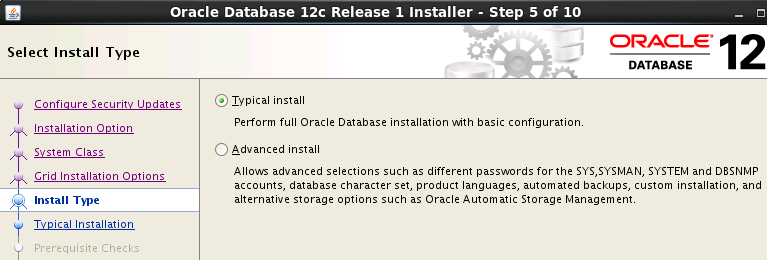 Oracle Database 12c Release 1 Installer - Step 5 of 10
Select Install Type
ORACLE
DATABASE
12
Configure Security Updates
Installation Option
System Class
Grid Installation Options
Install Type
Typical Installation
Prerequisite Checks
Typical install
Perform full Oracle Database installation with basic configuration.
Advanced install
Allows advanced selections such as different passwords for the SYS,SYSMAN, SYSTEM and DBSNMP
accounts, database character set, product languages, automated backups, custom installation, and
alternative storage options such as Oracle Automatic Storage Management.